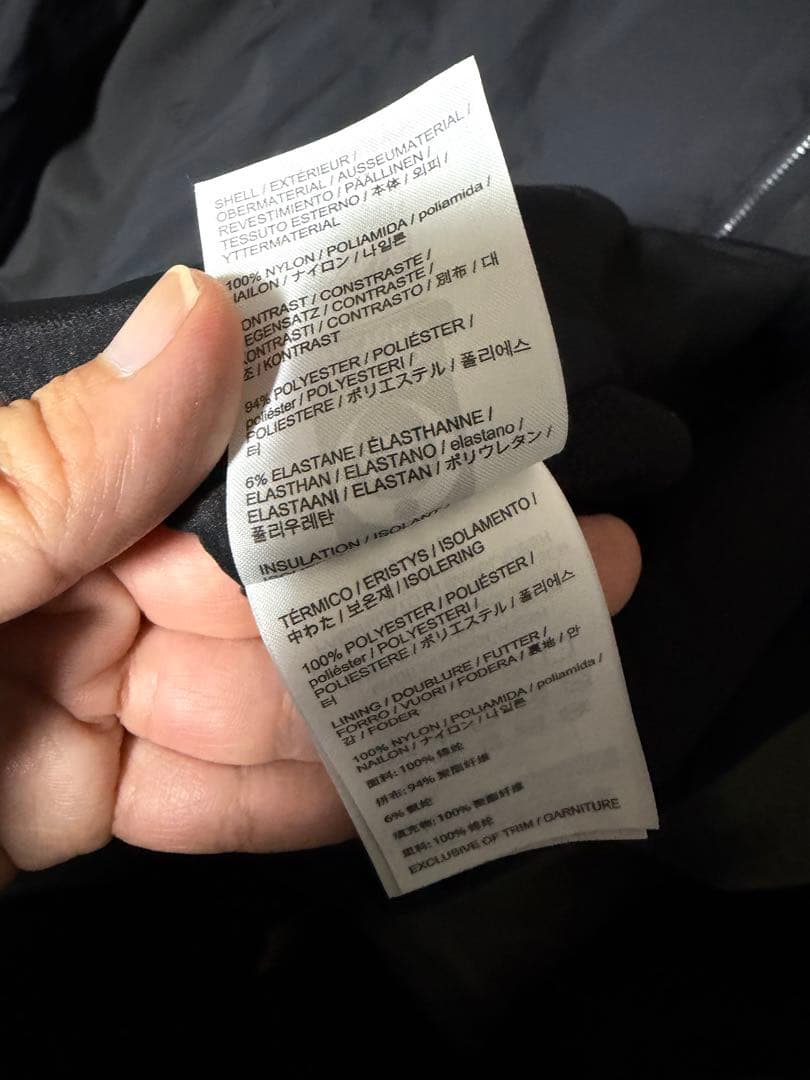 SHELL / EXTÉRIEUR /
OBERMATERIAL / AUSSEUMATERIAL /
REVESTIMIENTO / PÄÄLLINEN /
TESSUTO ESTERNO / 本体 / 외피 /
YTTERMATERIAL
100% NYLON / POLIAMIDA / poliamida /
NAILON / ナイロン / 나일론
ONTRAST / CONSTRASTE /
EGENSATZ / CONTRASTE /
KONTRASTI / CONTRASTO / 別布 / 대
조 / KONTRAST
94% POLYESTER / POLIÉSTER /
poliéster / POLYESTERI /
POLIESTERE / ポリエステル / 폴리에스
터
6% ELASTANE / ÉLASTHANNE /
ELASTHAN / ELASTANO / elastano /
ELASTAANI / ELASTAN / ポリウレタン /
폴리우레탄
INSULATION / ISOLANT /
TÉRMICO / ERISTYS / ISOLAMENTO /
中わた / 보온재 / ISOLERING
100% POLYESTER / POLIÉSTER /
poliéster / POLYESTERI /
POLIESTERE / ポリエステル / 폴리에스
터
LINING / DOUBLURE / FUTTER /
FORRO / VUORI / FODERA / 裏地 / 안
감 / FODER
100% NYLON / POLIAMIDA / poliamida /
NAILON / ナイロン / 나일론
面料: 100% 锦纶
拼布: 94% 聚酯纤维
6% 氨纶
填充物: 100% 聚酯纤维
里料: 100% 锦纶
EXCLUSIVE OF TRIM / GARNITURE